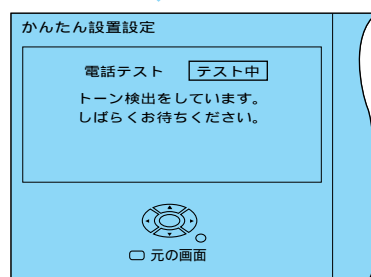 かんたん設置設定
電話テスト テスト中
トーン検出をしています。
しばらくお待ちください。
元の画面